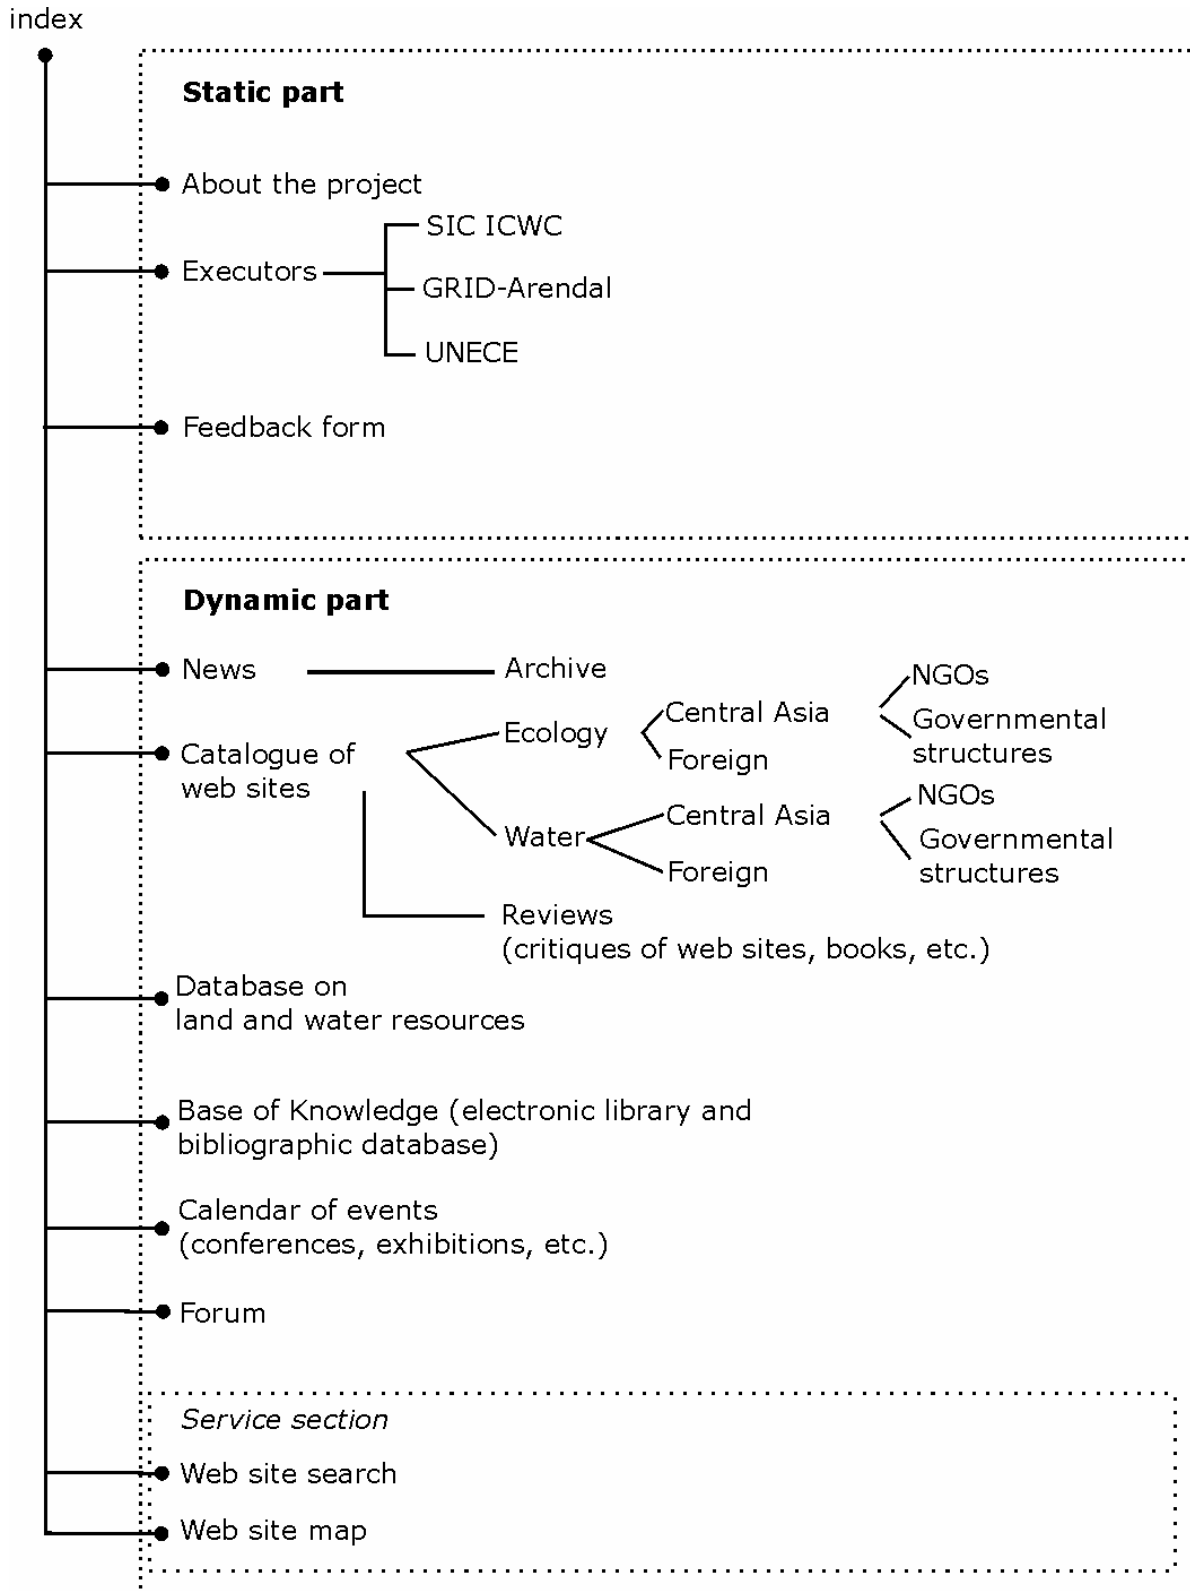 index
Static part
About the project
SIC ICWC
Executors
GRID-Arendal
UNECE
Feedback form
Dynamic part
News
Archive
NGOs
Central Asia
Governmental
structures
Ecology
Foreign
Catalogue of
web sites
NGOs
Central Asia
Governmental
structures
Water
Foreign
Reviews
(critiques of web sites, books, etc.)
Database on
land and water resources
Base of Knowledge (electronic library and
bibliographic database)
Calendar of events
(conferences, exhibitions, etc.)
Forum
Service section
Web site search
Web site map